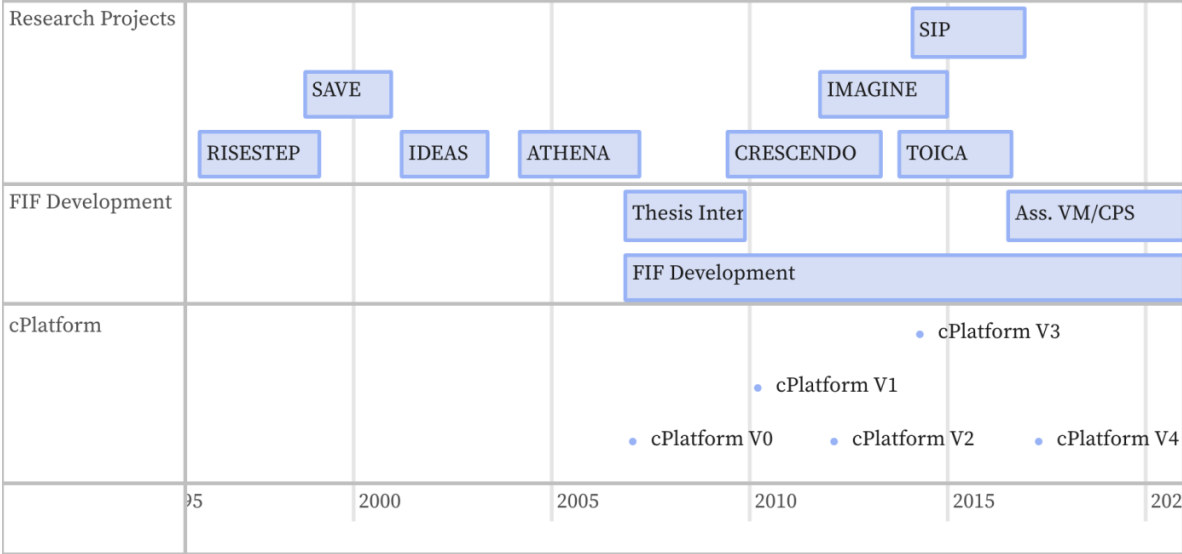 Research Projects
SIP
SAVE
IMAGINE
RISESTEP
IDEAS
ATHENA
CRESCENDO
TOICA
FIF Development
Thesis Inter
Ass. VM/CPS
FIF Development
cPlatform
cPlatform V3
cPlatform V1
cPlatform V0
cPlatform V2
cPlatform V4
95
2000
2005
2010
2015
202